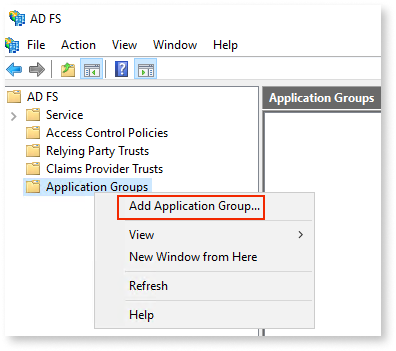 AD FS
File Action View Window Help
AD FS
Service
Access Control Policies
Relying Party Trusts
Claims Provider Trusts
Application Groups
Application Groups
Add Application Group...
View
New Window from Here
Refresh
Help